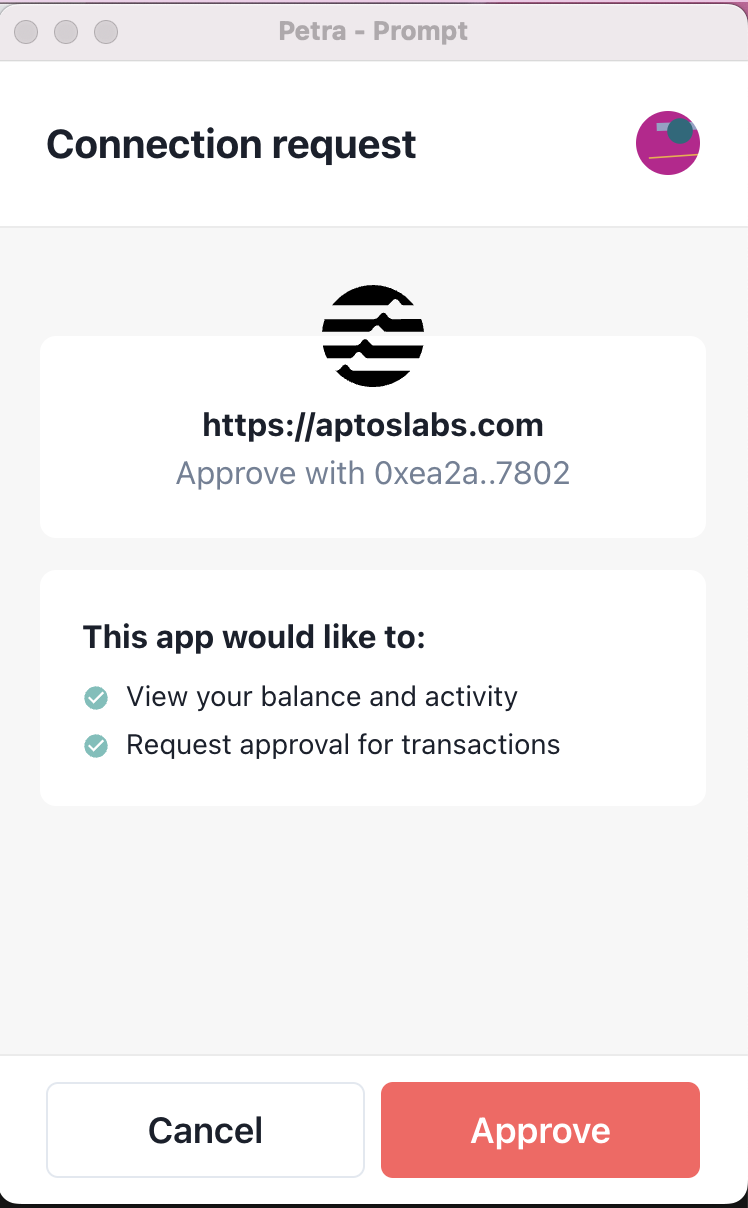 Petra - Prompt
Connection request
https://aptoslabs.com
Approve with 0xea2a..7802
This app would like to:
View your balance and activity
Request approval for transactions
Cancel
Approve